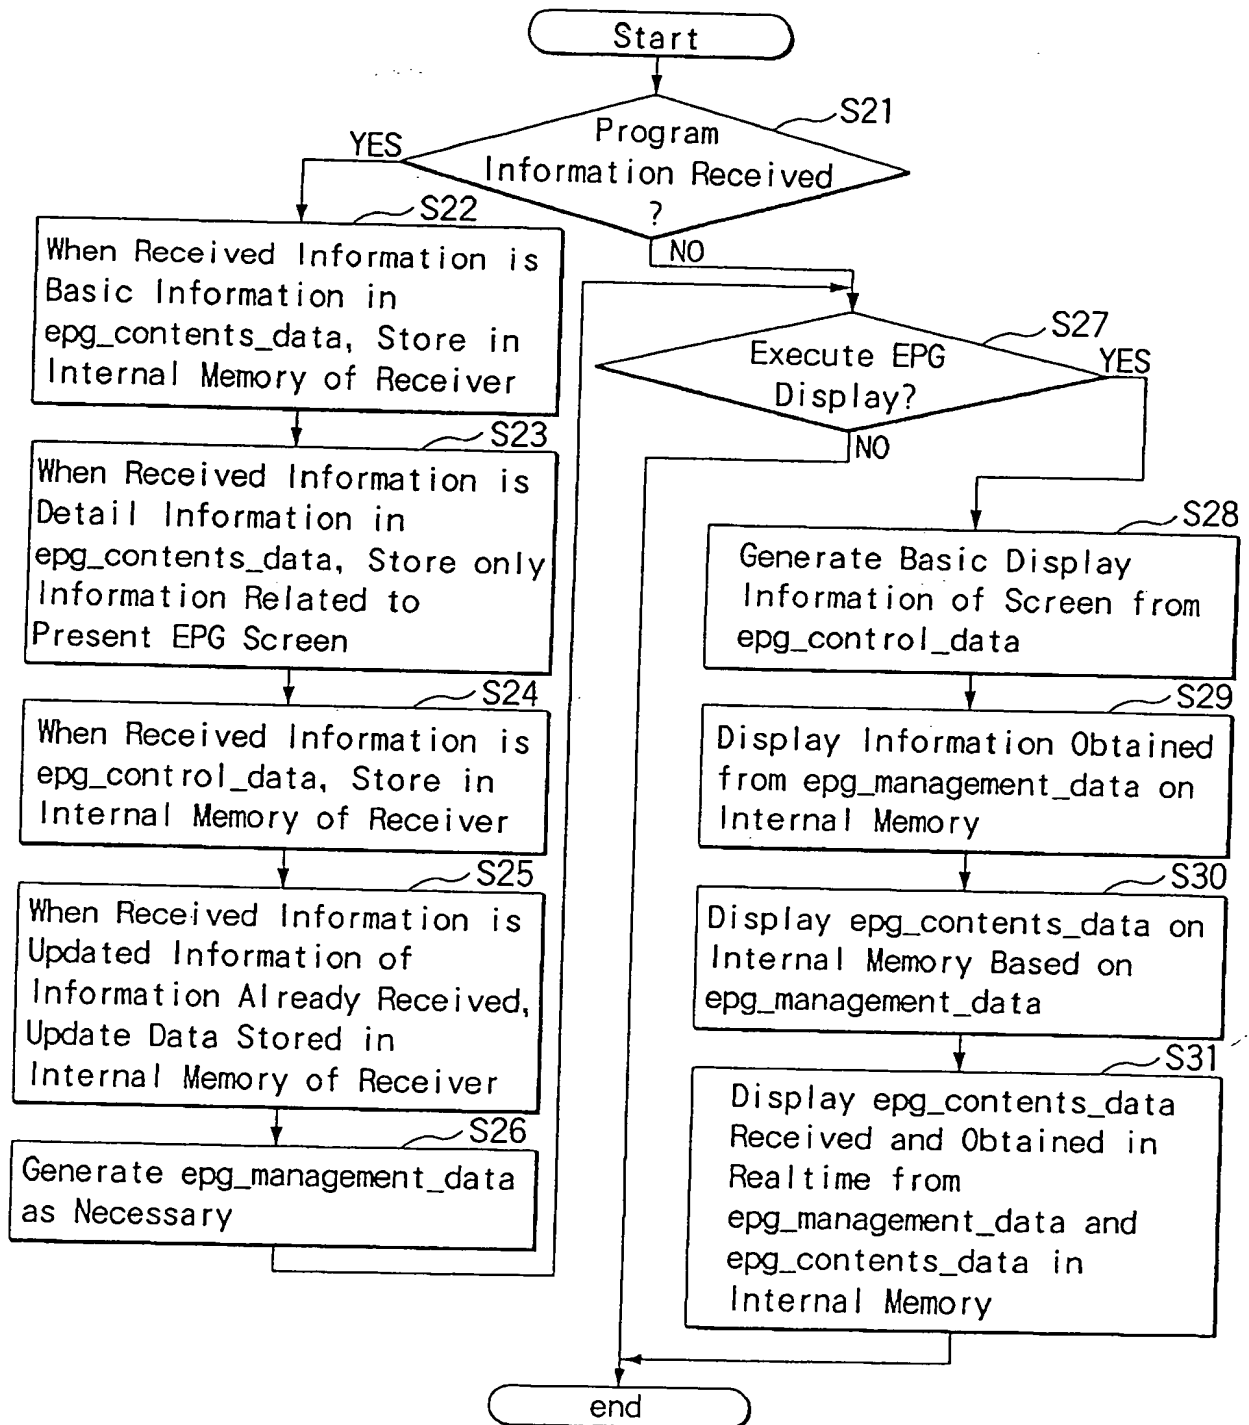 Start
S21
Program
Information Received
?
YES
NO
S22
When Received Information is
Basic Information in
epg_contents_data, Store in
Internal Memory of Receiver
S23
When Received Information is
Detail Information in
epg_contents_data, Store only
Information Related to
Present EPG Screen
S24
When Received Information is
epg_control_data, Store in
Internal Memory of Receiver
S25
When Received Information is
Updated Information of
Information Already Received,
Update Data Stored in
Internal Memory of Receiver
S26
Generate epg_management_data
as Necessary
S27
Execute EPG
Display?
YES
NO
S28
Generate Basic Display
Information of Screen from
epg_control_data
S29
Display Information Obtained
from epg_management_data on
Internal Memory
S30
Display epg_contents_data on
Internal Memory Based on
epg_management_data
S31
Display epg_contents_data
Received and Obtained in
Realtime from
epg_management_data and
epg_contents_data in
Internal Memory
end